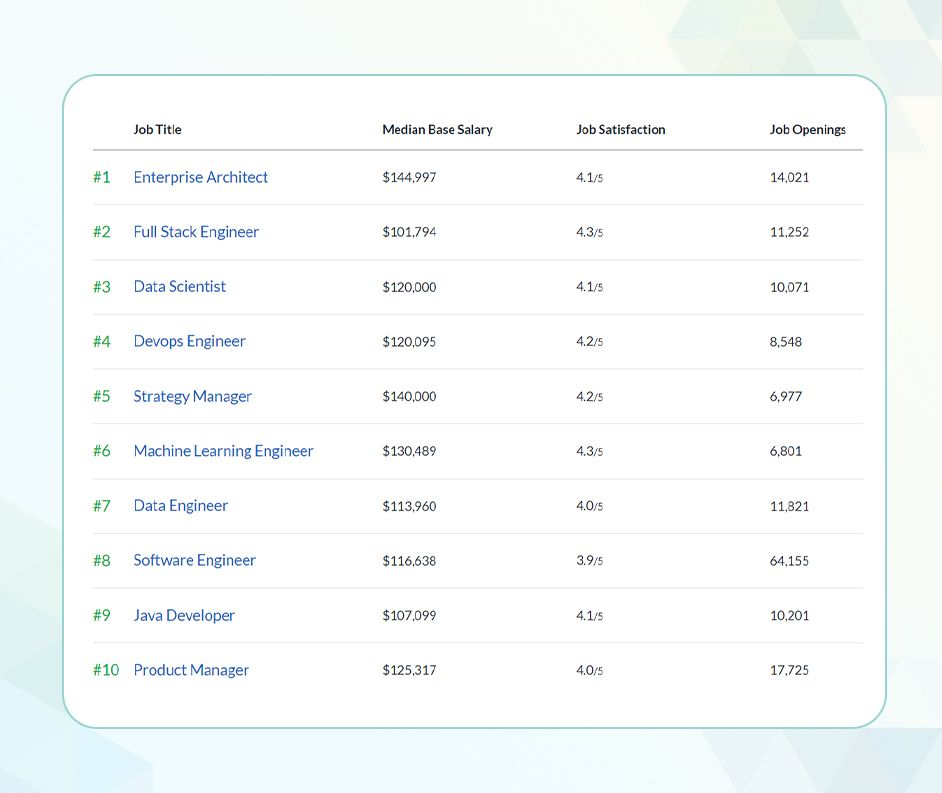 Job Title Median Base Salary Job Satisfaction Job Openings
#1 Enterprise Architect $144,997 4.1/5 14,021
#2 Full Stack Engineer $101,794 4.3/5 11,252
#3 Data Scientist $120,000 4.1/5 10,071
#4 Devops Engineer $120,095 4.2/5 8,548
#5 Strategy Manager $140,000 4.2/5 6,977
#6 Machine Learning Engineer $130,489 4.3/5 6,801
#7 Data Engineer $113,960 4.0/5 11,821
#8 Software Engineer $116,638 3.9/5 64,155
#9 Java Developer $107,099 4.1/5 10,201
#10 Product Manager $125,317 4.0/5 17,725